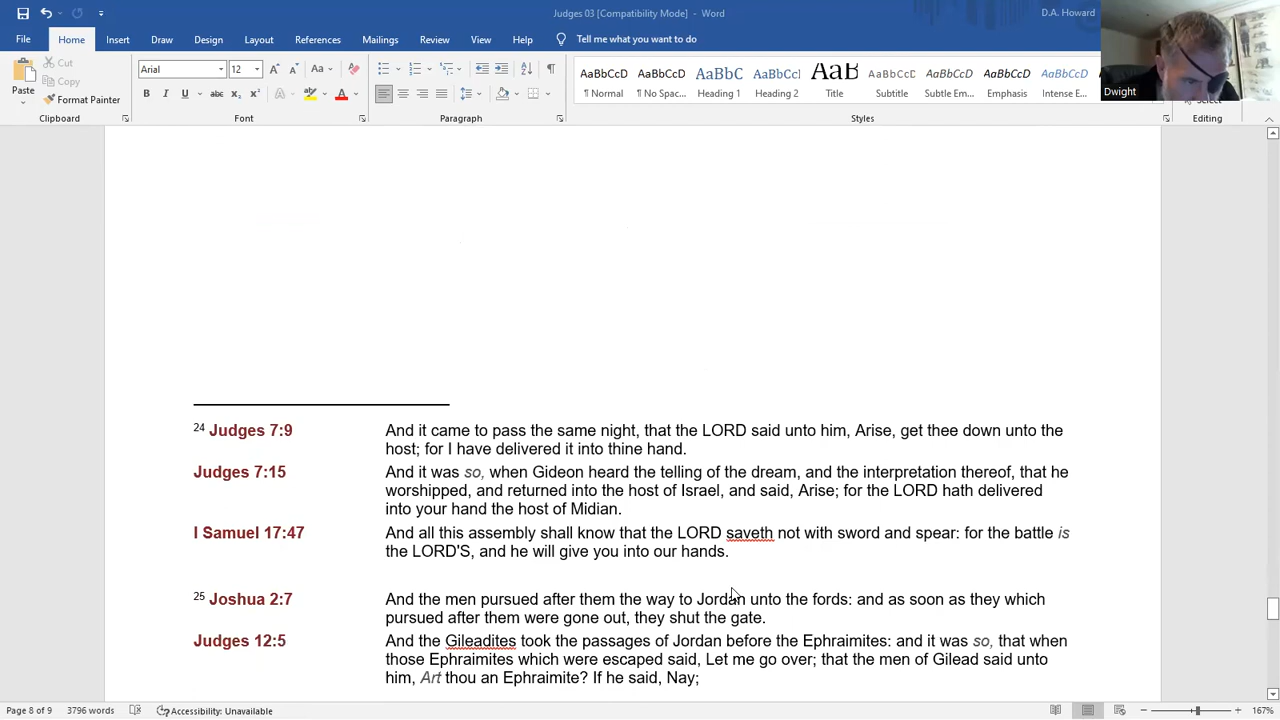 Judges 03 [Compatibility Mode] - Word
D.A. Howard
File Home Insert Draw Design Layout References Mailings Review View Help Tell me what you want to do
Paste
Cut
Copy
Format Painter
Clipboard
Arial 12
Font
Paragraph
AaBbCcD AaBbCcD AaBbC AaBbCcl AaB AaBbCcD AaBbCcD AaBbCcD AaBbCcD
¶ Normal ¶ No Spac... Heading 1 Heading 2 Title Subtitle Subtle Em... Emphasis Intense E...
Styles
Select
Editing
Dwight
24 Judges 7:9 And it came to pass the same night, that the LORD said unto him, Arise, get thee down unto the
host; for I have delivered it into thine hand.
Judges 7:15 And it was so, when Gideon heard the telling of the dream, and the interpretation thereof, that he
worshipped, and returned into the host of Israel, and said, Arise; for the LORD hath delivered
into your hand the host of Midian.
I Samuel 17:47 And all this assembly shall know that the LORD saveth not with sword and spear: for the battle is
the LORD'S, and he will give you into our hands.
25 Joshua 2:7 And the men pursued after them the way to Jordan unto the fords: and as soon as they which
pursued after them were gone out, they shut the gate.
Judges 12:5 And the Gileadites took the passages of Jordan before the Ephraimites: and it was so, that when
those Ephraimites which were escaped said, Let me go over; that the men of Gilead said unto
him, Art thou an Ephraimite? If he said, Nay;
Page 8 of 9 3796 words Accessibility: Unavailable 167%